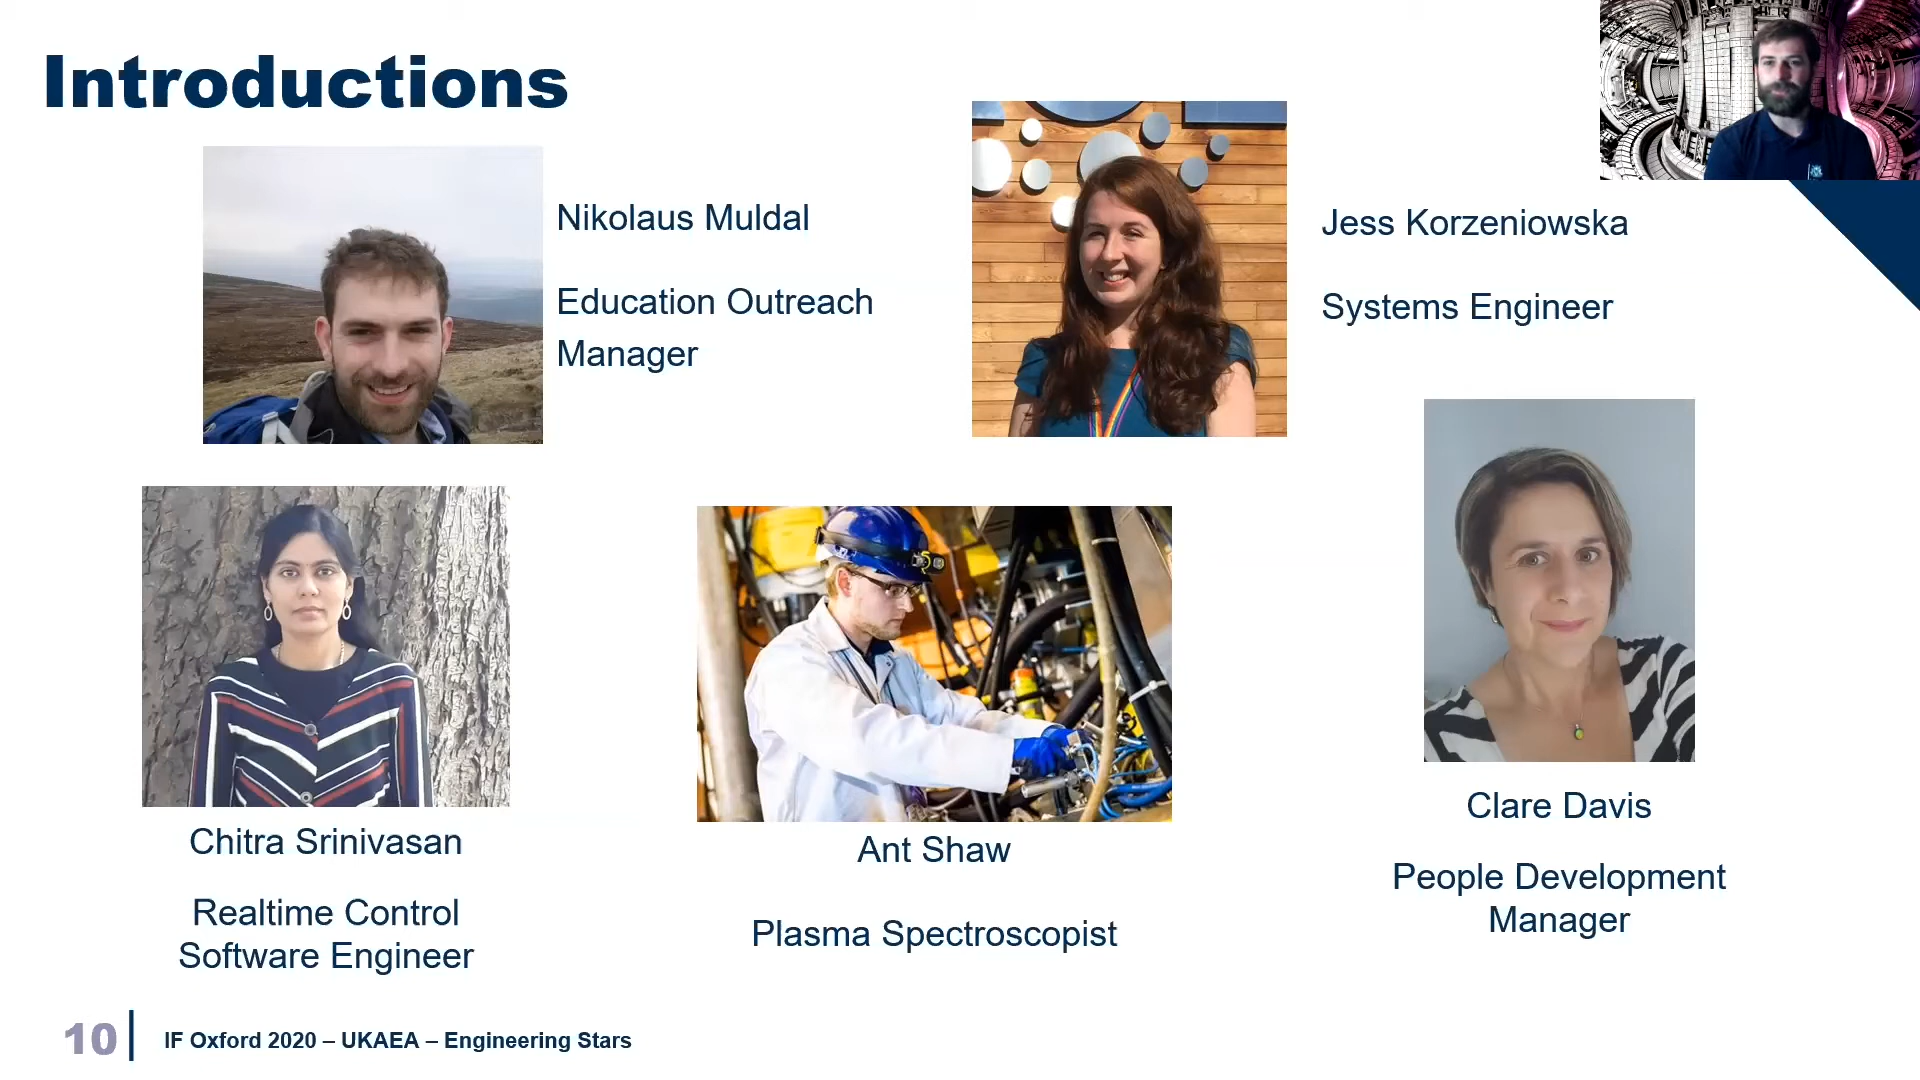 Introductions
Nikolaus Muldal
Education Outreach
Manager
Jess Korzeniowska
Systems Engineer
Chitra Srinivasan
Realtime Control
Software Engineer
Ant Shaw
Plasma Spectroscopist
Clare Davis
People Development
Manager
10
IF Oxford 2020 – UKAEA – Engineering Stars